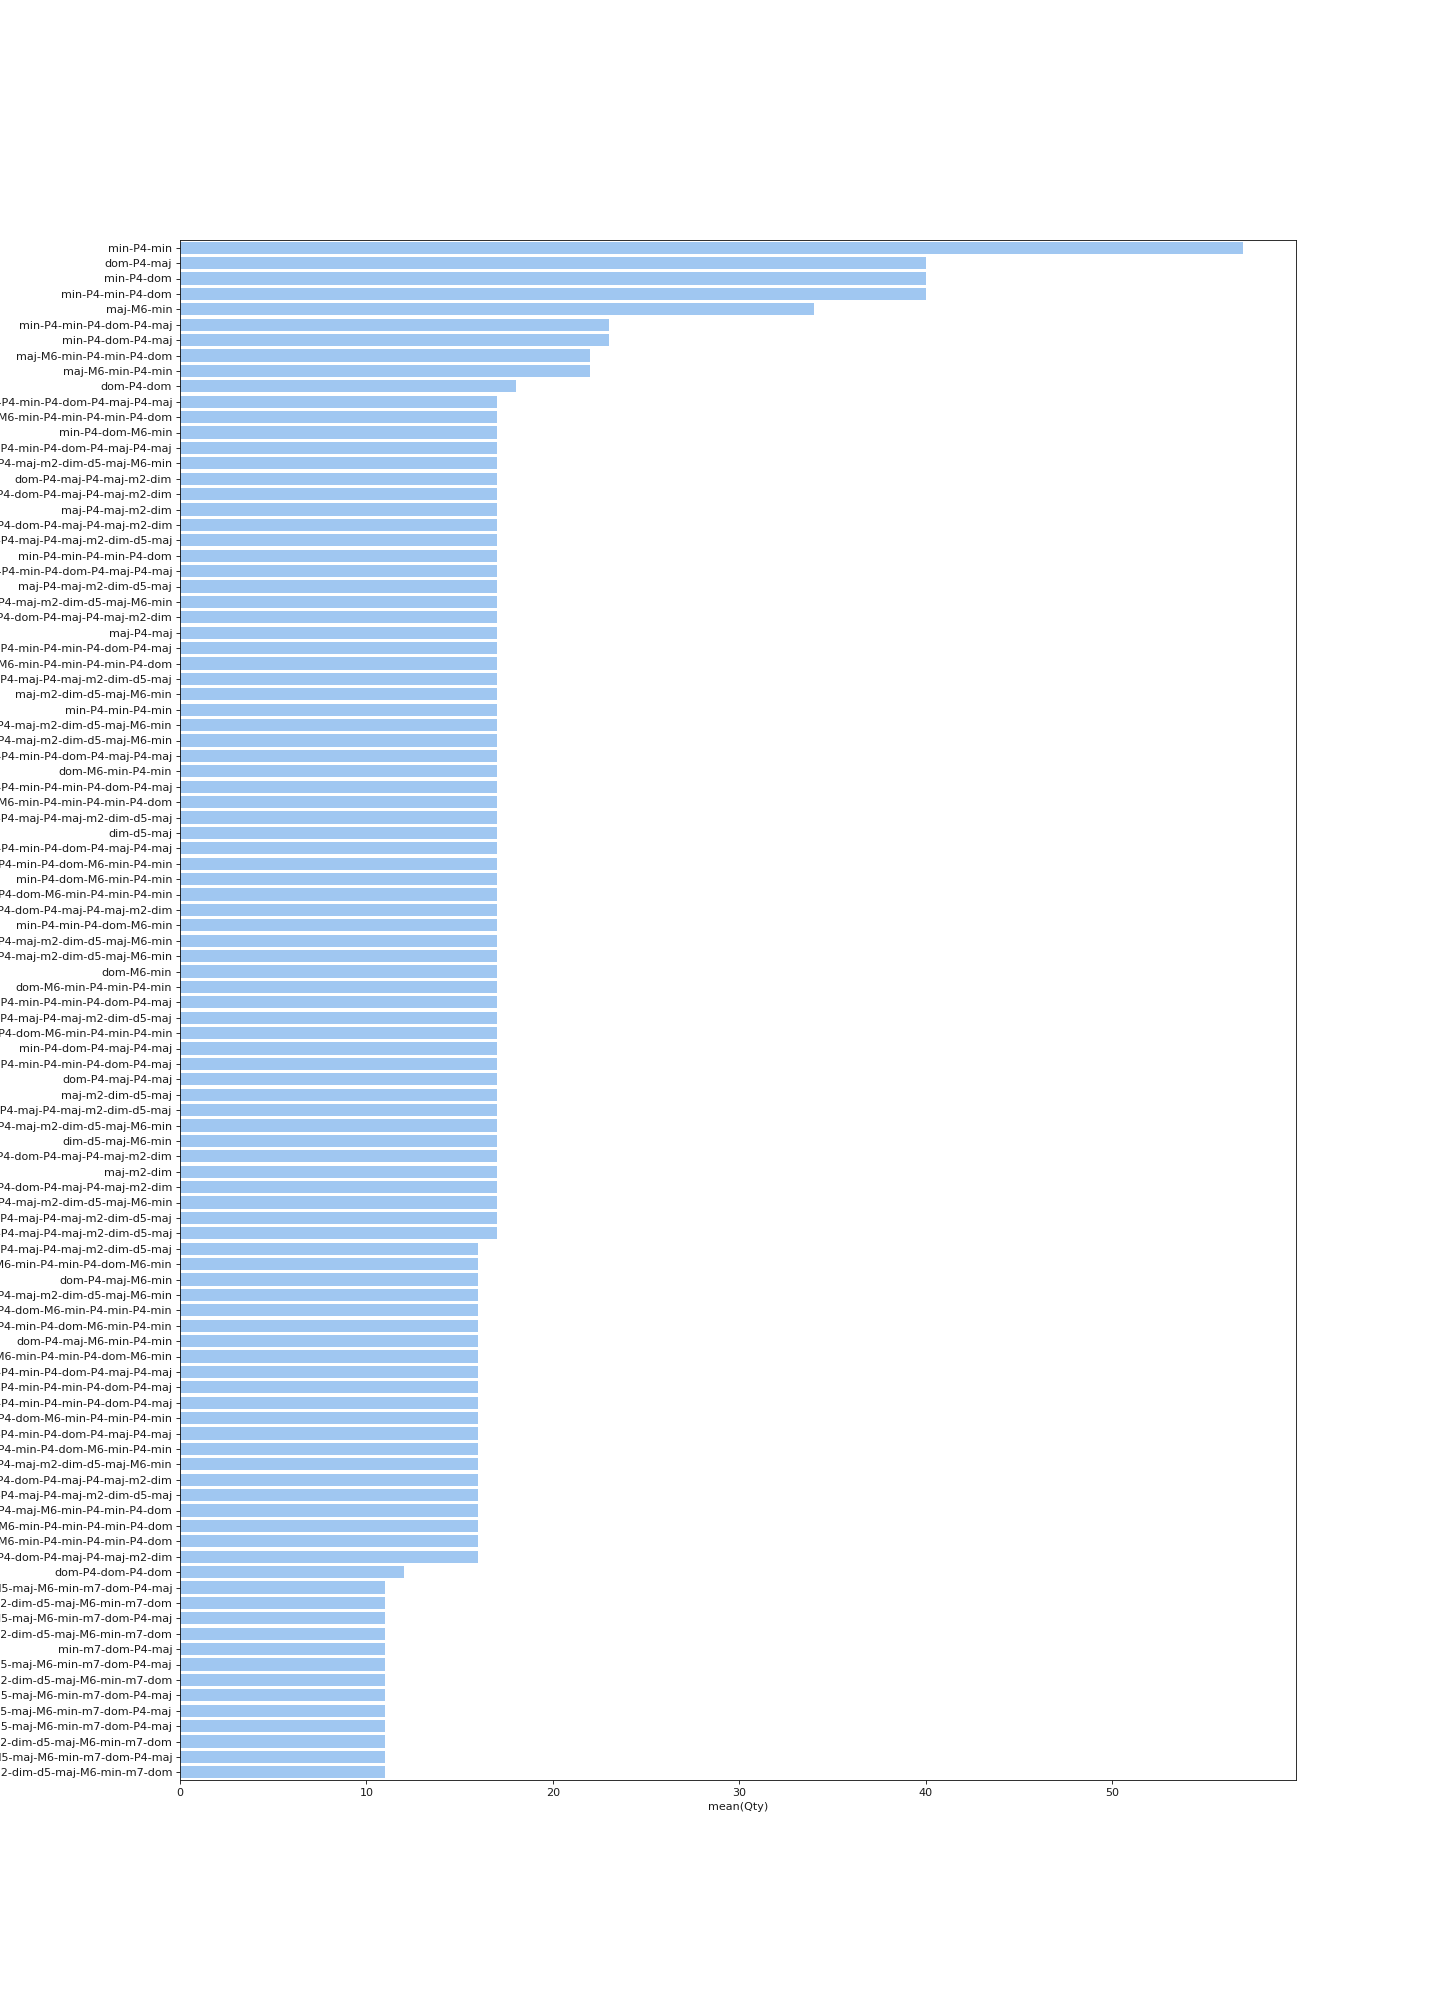 min-P4-min
dom-P4-maj
min-P4-dom
min-P4-min-P4-dom
maj-M6-min
min-P4-min-P4-dom-P4-maj
min-P4-dom-P4-maj
maj-M6-min-P4-min-P4-dom
maj-M6-min-P4-min
dom-P4-dom
-P4-min-P4-dom-P4-maj-P4-maj
M6-min-P4-min-P4-min-P4-dom
min-P4-dom-M6-min
P4-min-P4-dom-P4-maj-P4-maj
P4-maj-m2-dim-d5-maj-M6-min
dom-P4-maj-P4-maj-m2-dim
P4-dom-P4-maj-P4-maj-m2-dim
maj-P4-maj-m2-dim
P4-dom-P4-maj-P4-maj-m2-dim
-P4-maj-P4-maj-m2-dim-d5-maj
min-P4-min-P4-min-P4-dom
-P4-min-P4-dom-P4-maj-P4-maj
maj-P4-maj-m2-dim-d5-maj
P4-maj-m2-dim-d5-maj-M6-min
P4-dom-P4-maj-P4-maj-m2-dim
maj-P4-maj
P4-min-P4-min-P4-dom-P4-maj
M6-min-P4-min-P4-min-P4-dom
P4-maj-P4-maj-m2-dim-d5-maj
maj-m2-dim-d5-maj-M6-min
min-P4-min-P4-min
P4-maj-m2-dim-d5-maj-M6-min
P4-maj-m2-dim-d5-maj-M6-min
-P4-min-P4-dom-P4-maj-P4-maj
dom-M6-min-P4-min
-P4-min-P4-min-P4-dom-P4-maj
M6-min-P4-min-P4-min-P4-dom
-P4-maj-P4-maj-m2-dim-d5-maj
dim-d5-maj
-P4-min-P4-dom-P4-maj-P4-maj
P4-min-P4-dom-M6-min-P4-min
min-P4-dom-M6-min-P4-min
P4-dom-M6-min-P4-min-P4-min
P4-dom-P4-maj-P4-maj-m2-dim
min-P4-min-P4-dom-M6-min
P4-maj-m2-dim-d5-maj-M6-min
P4-maj-m2-dim-d5-maj-M6-min
dom-M6-min
dom-M6-min-P4-min-P4-min
P4-min-P4-min-P4-dom-P4-maj
P4-maj-P4-maj-m2-dim-d5-maj
P4-dom-M6-min-P4-min-P4-min
min-P4-dom-P4-maj-P4-maj
P4-min-P4-min-P4-dom-P4-maj
dom-P4-maj-P4-maj
maj-m2-dim-d5-maj
P4-maj-P4-maj-m2-dim-d5-maj
P4-maj-m2-dim-d5-maj-M6-min
dim-d5-maj-M6-min
P4-dom-P4-maj-P4-maj-m2-dim
maj-m2-dim
P4-dom-P4-maj-P4-maj-m2-dim
P4-maj-m2-dim-d5-maj-M6-min
P4-maj-P4-maj-m2-dim-d5-maj
-P4-maj-P4-maj-m2-dim-d5-maj
P4-maj-P4-maj-m2-dim-d5-maj
M6-min-P4-min-P4-dom-M6-min
dom-P4-maj-M6-min
P4-maj-m2-dim-d5-maj-M6-min
P4-dom-M6-min-P4-min-P4-min
P4-min-P4-dom-M6-min-P4-min
dom-P4-maj-M6-min-P4-min
M6-min-P4-min-P4-dom-M6-min
-P4-min-P4-dom-P4-maj-P4-maj
P4-min-P4-min-P4-dom-P4-maj
-P4-min-P4-min-P4-dom-P4-maj
P4-dom-M6-min-P4-min-P4-min
P4-min-P4-dom-P4-maj-P4-maj
P4-min-P4-dom-M6-min-P4-min
P4-maj-m2-dim-d5-maj-M6-min
P4-dom-P4-maj-P4-maj-m2-dim
-P4-maj-P4-maj-m2-dim-d5-maj
P4-maj-M6-min-P4-min-P4-dom
M6-min-P4-min-P4-min-P4-dom
M6-min-P4-min-P4-min-P4-dom
P4-dom-P4-maj-P4-maj-m2-dim
dom-P4-dom-P4-dom
d5-maj-M6-min-m7-dom-P4-maj
2-dim-d5-maj-M6-min-m7-dom
d5-maj-M6-min-m7-dom-P4-maj
2-dim-d5-maj-M6-min-m7-dom
min-m7-dom-P4-maj
5-maj-M6-min-m7-dom-P4-maj
2-dim-d5-maj-M6-min-m7-dom
5-maj-M6-min-m7-dom-P4-maj
5-maj-M6-min-m7-dom-P4-maj
5-maj-M6-min-m7-dom-P4-maj
2-dim-d5-maj-M6-min-m7-dom
d5-maj-M6-min-m7-dom-P4-maj
2-dim-d5-maj-M6-min-m7-dom
0 10 20 30 40 50
mean(Qty)